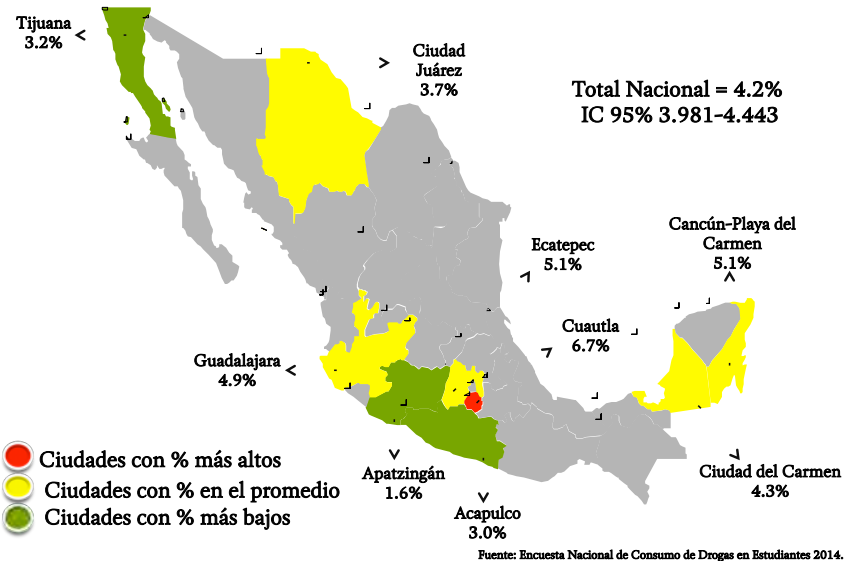 Tijuana
3.2%
Ciudad
Juárez
3.7%
Total Nacional = 4.2%
IC 95% 3.981-4.443
Cancún-Playa del
Carmen
5.1%
Ecatepec
5.1%
Cuautla
6.7%
Guadalajara
4.9%
Ciudades con % más altos
Ciudades con % en el promedio
Ciudades con % más bajos
Apatzingán
1.6%
Acapulco
3.0%
Ciudad del Carmen
4.3%
Fuente: Encuesta Nacional de Consumo de Drogas en Estudiantes 2014.